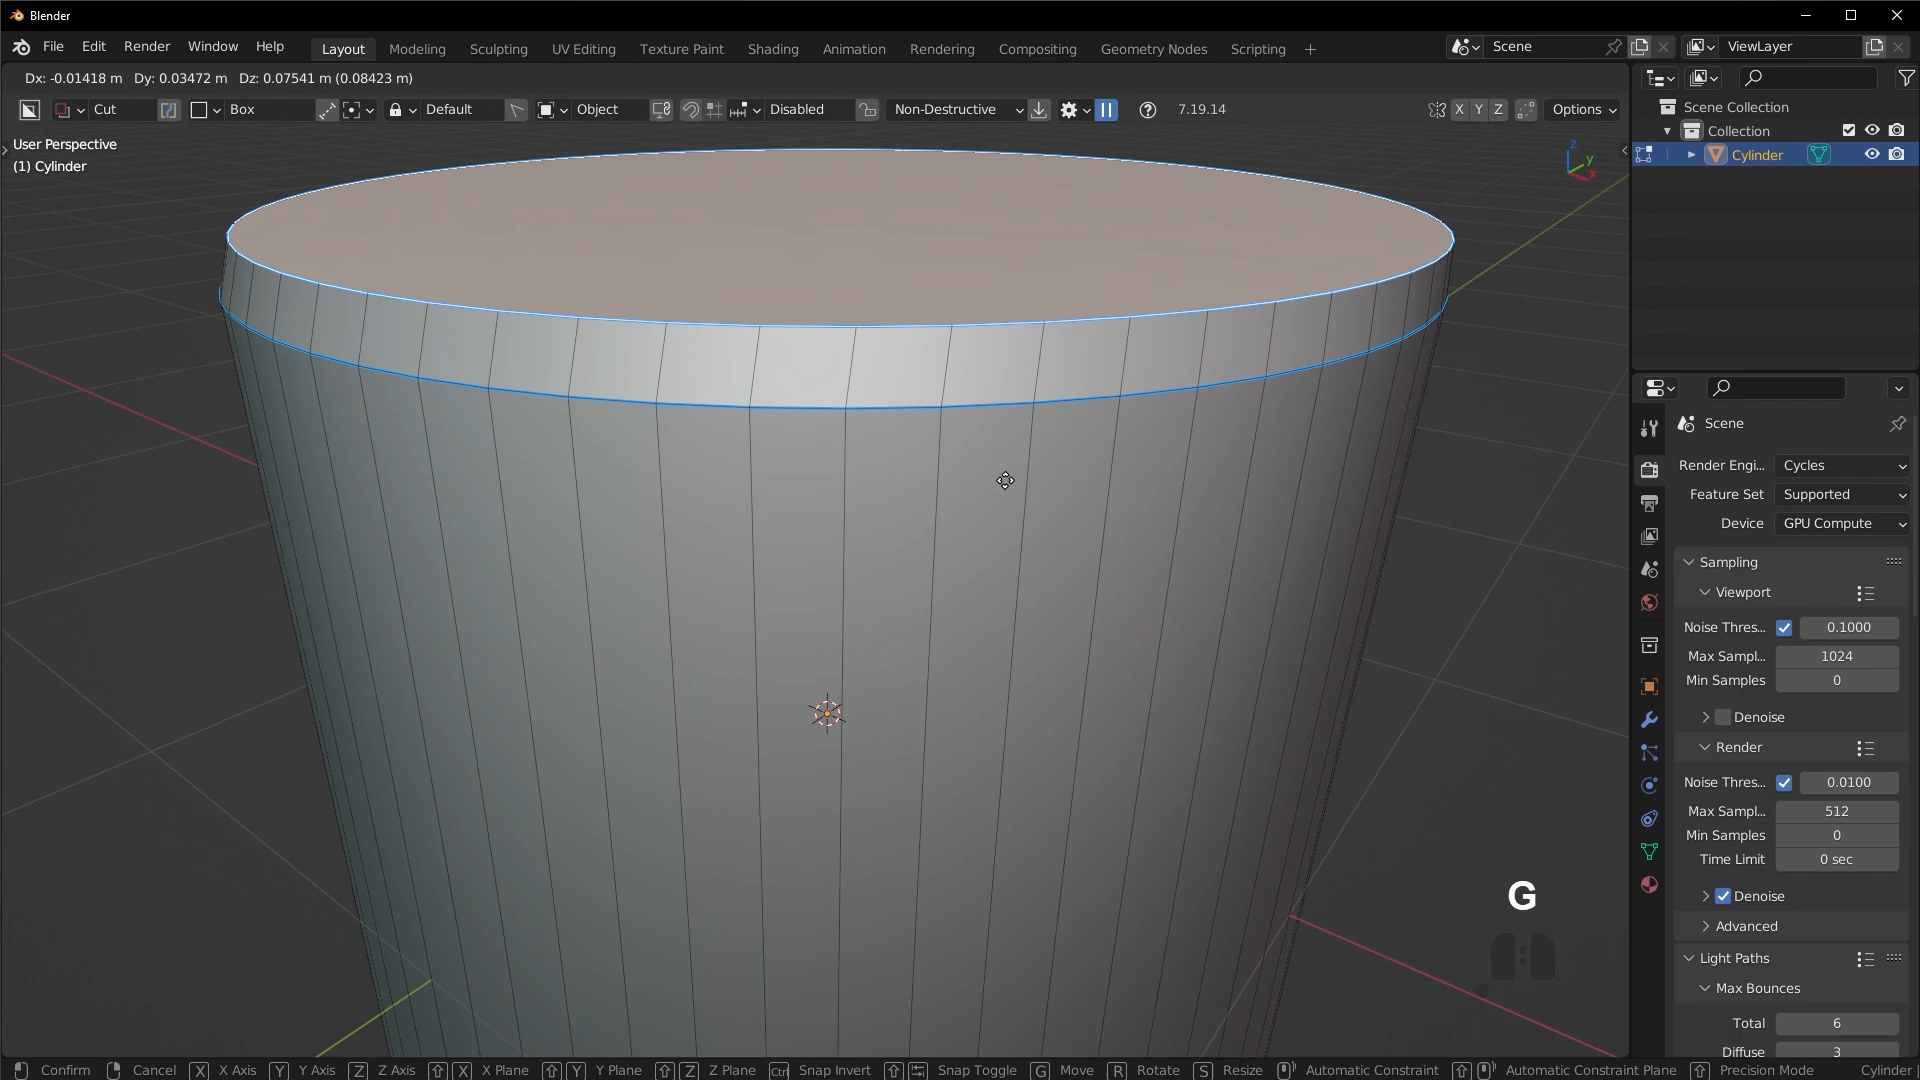 Blender
File Edit Render Window Help Layout Modeling Sculpting UV Editing Texture Paint Shading Animation Rendering Compositing Geometry Nodes Scripting + Scene ViewLayer
Dx: -0.01418 m Dy: 0.03472 m Dz: 0.07541 m (0.08423 m)
Cut Box Default Object Disabled Non-Destructive 7.19.14 X Y Z Options
User Perspective
(1) Cylinder
Z
Y
X
Scene Collection
Collection
Cylinder
Scene
Render Engi... Cycles
Feature Set Supported
Device GPU Compute
Sampling
Viewport
Noise Thres... 0.1000
Max Sampl... 1024
Min Samples 0
Denoise
Render
Noise Thres... 0.0100
Max Sampl... 512
Min Samples 0
Time Limit 0 sec
Denoise
Advanced
Light Paths
Max Bounces
Total 6
Diffuse 3
G
Confirm Cancel X X Axis Y Y Axis Z Z Axis X X Plane Y Y Plane Z Z Plane Ctrl Snap Invert Snap Toggle G Move R Rotate S Resize Automatic Constraint Automatic Constraint Plane Precision Mode Cylinder